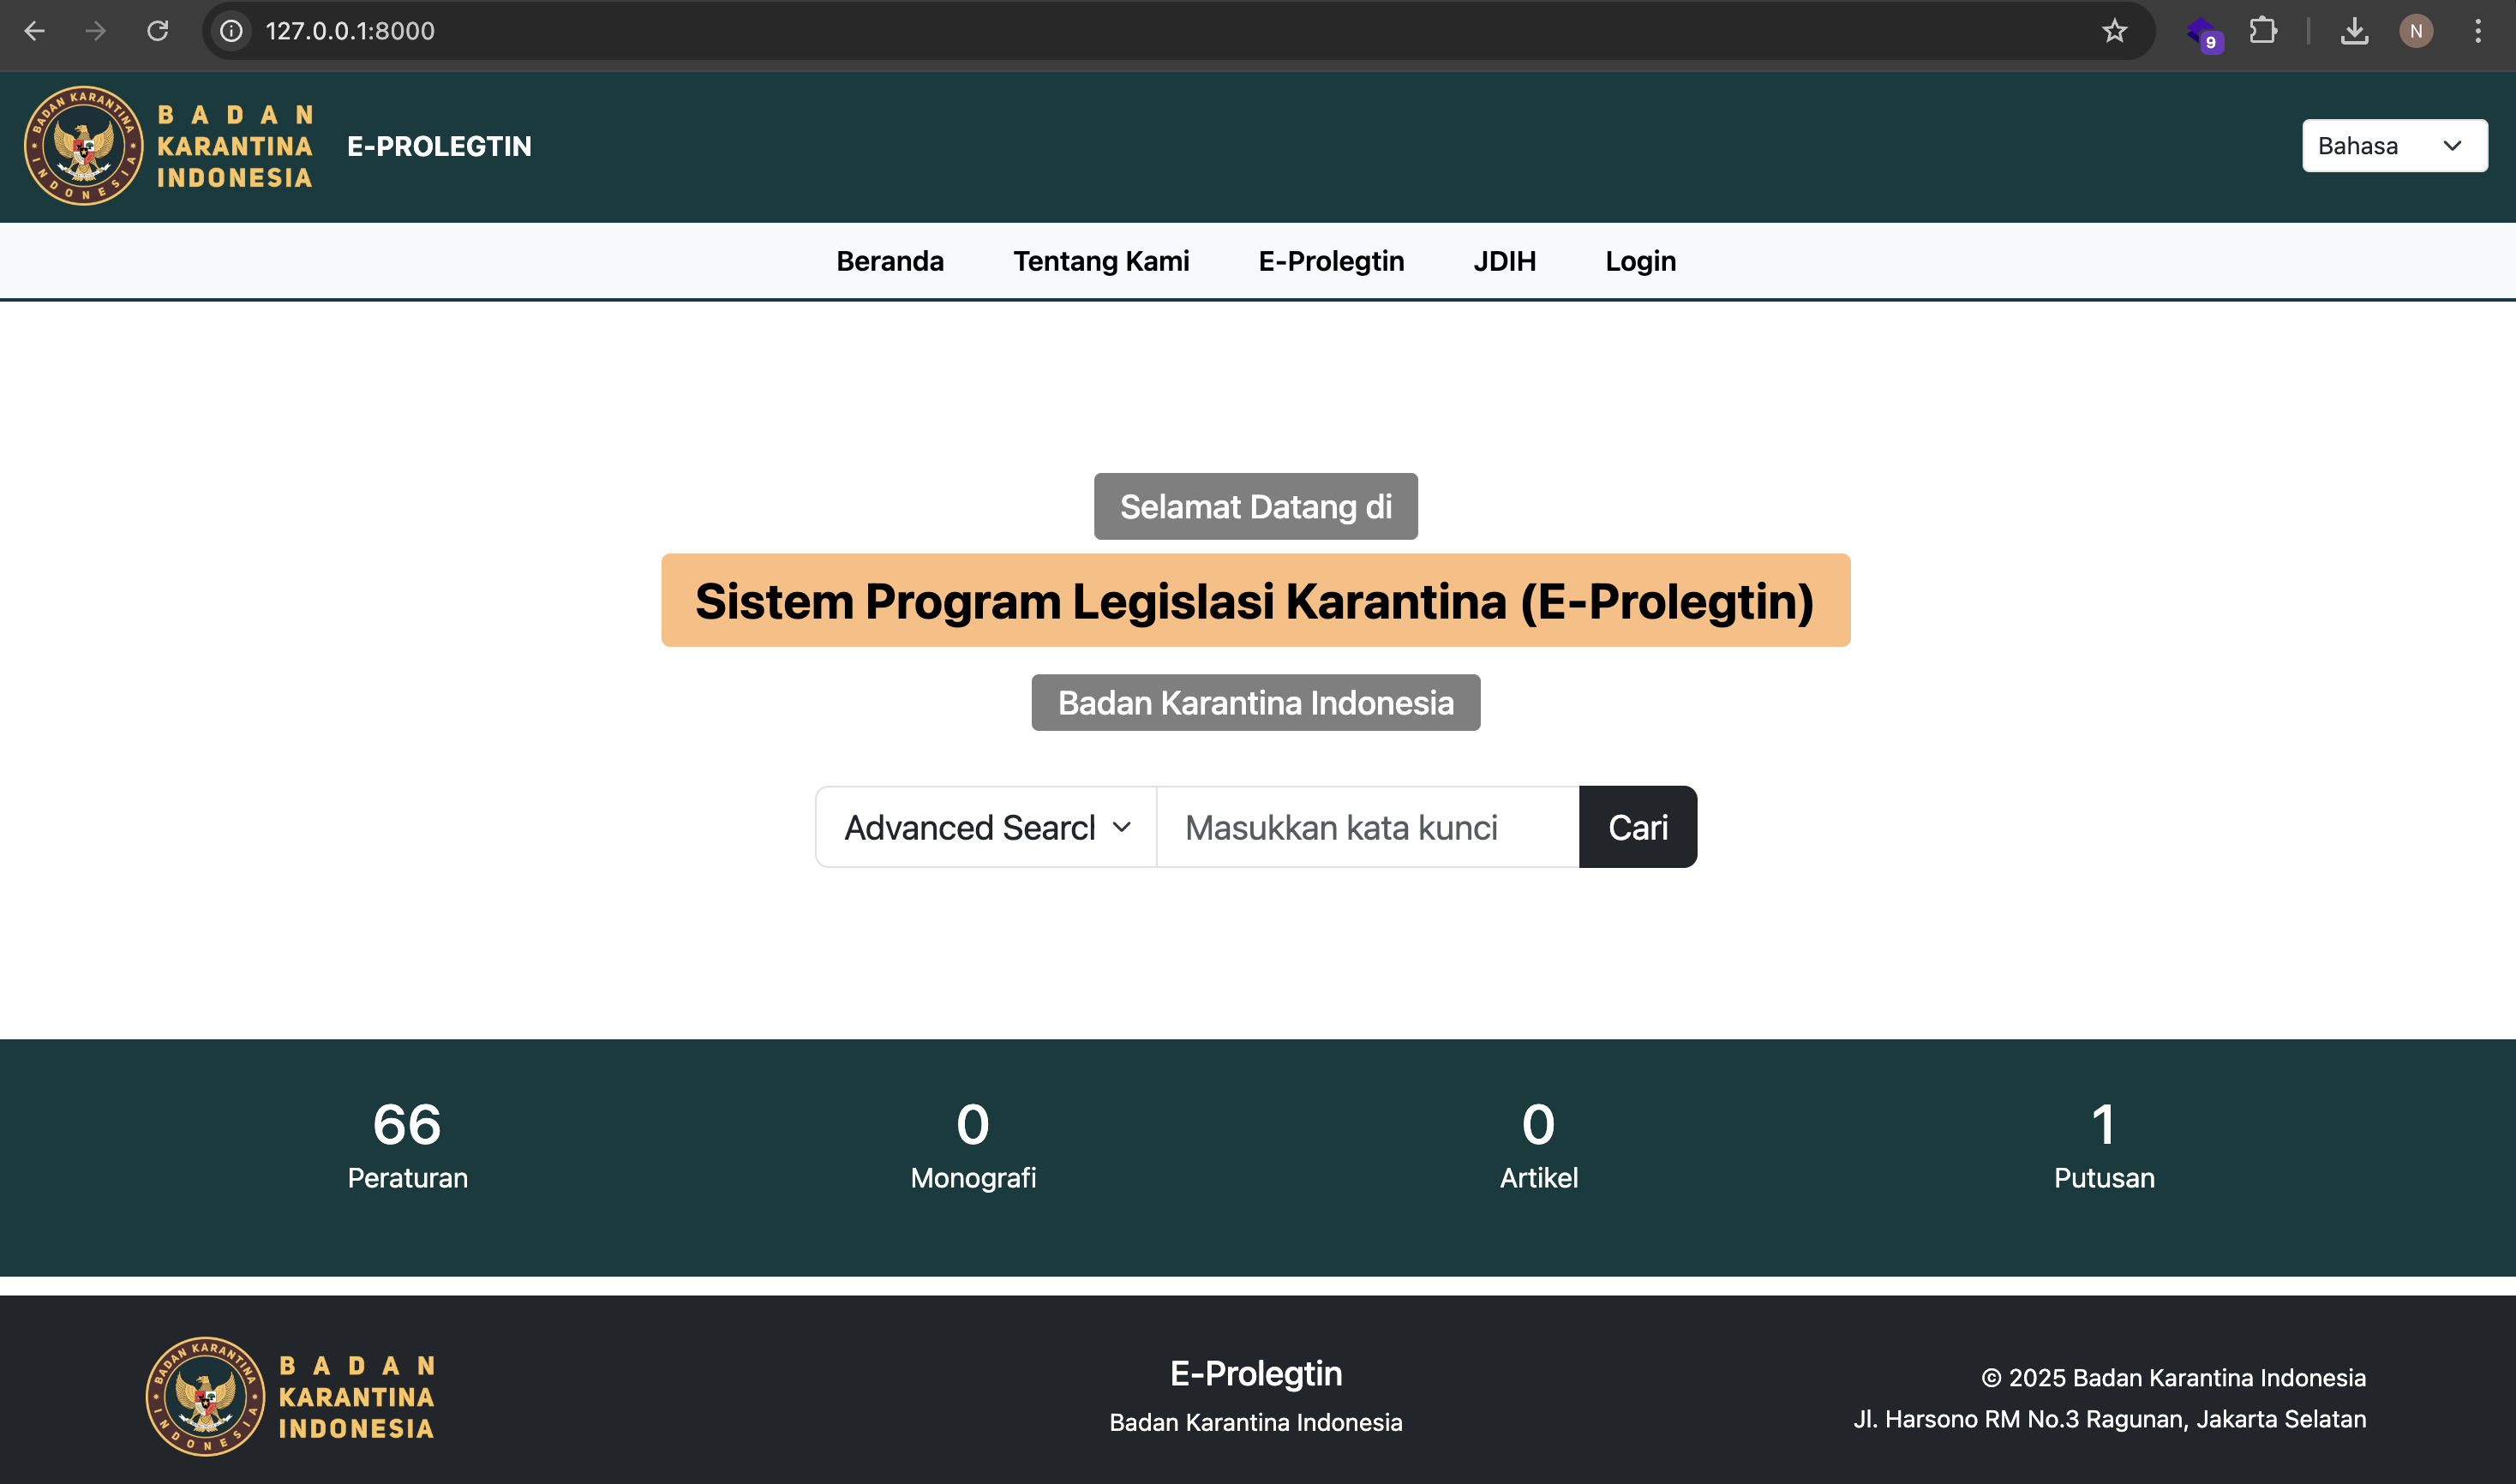 127.0.0.1:8000
9
N
BADAN KARANTINA
INDONESIA
BADAN
KARANTINA
INDONESIA
E-PROLEGTIN
Bahasa
Beranda
Tentang Kami
E-Prolegtin
JDIH
Login
Selamat Datang di
Sistem Program Legislasi Karantina (E-Prolegtin)
Badan Karantina Indonesia
Advanced Search
Masukkan kata kunci
Cari
66
Peraturan
0
Monografi
0
Artikel
1
Putusan
BADAN KARANTINA
INDONESIA
BADAN
KARANTINA
INDONESIA
E-Prolegtin
Badan Karantina Indonesia
© 2025 Badan Karantina Indonesia
Jl. Harsono RM No.3 Ragunan, Jakarta Selatan